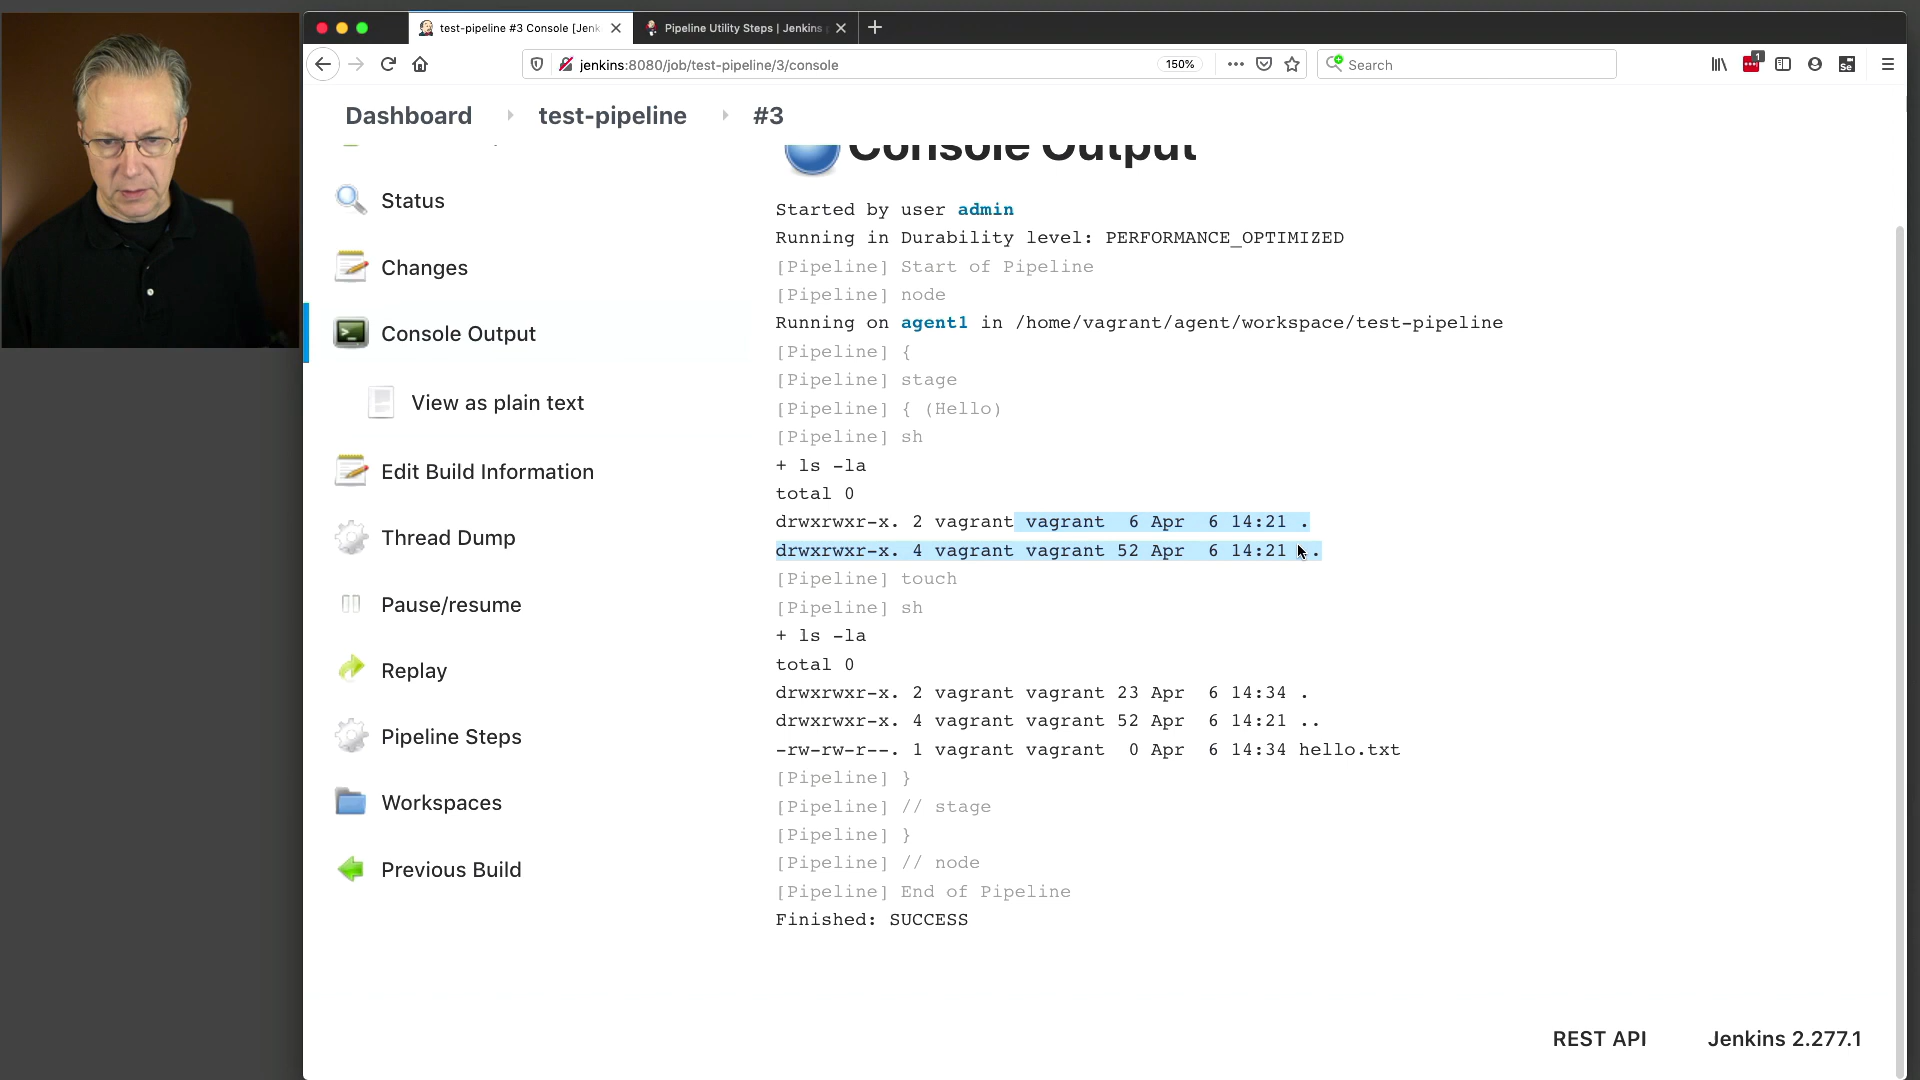 test-pipeline #3 Console [Jenk
Pipeline Utility Steps | Jenkins
jenkins:8080/job/test-pipeline/3/console
150%
Search
1
Se
Dashboard
test-pipeline
#3
Console Output
Status
Changes
Console Output
View as plain text
Edit Build Information
Thread Dump
Pause/resume
Replay
Pipeline Steps
Workspaces
Previous Build
Started by user admin
Running in Durability level: PERFORMANCE_OPTIMIZED
[Pipeline] Start of Pipeline
[Pipeline] node
Running on agent1 in /home/vagrant/agent/workspace/test-pipeline
[Pipeline] {
[Pipeline] stage
[Pipeline] { (Hello)
[Pipeline] sh
+ ls -la
total 0
drwxrwxr-x. 2 vagrant vagrant  6 Apr  6 14:21 .
drwxrwxr-x. 4 vagrant vagrant 52 Apr  6 14:21 ..
[Pipeline] touch
[Pipeline] sh
+ ls -la
total 0
drwxrwxr-x. 2 vagrant vagrant 23 Apr  6 14:34 .
drwxrwxr-x. 4 vagrant vagrant 52 Apr  6 14:21 ..
-rw-rw-r--. 1 vagrant vagrant  0 Apr  6 14:34 hello.txt
[Pipeline] }
[Pipeline] // stage
[Pipeline] }
[Pipeline] // node
[Pipeline] End of Pipeline
Finished: SUCCESS
REST API
Jenkins 2.277.1